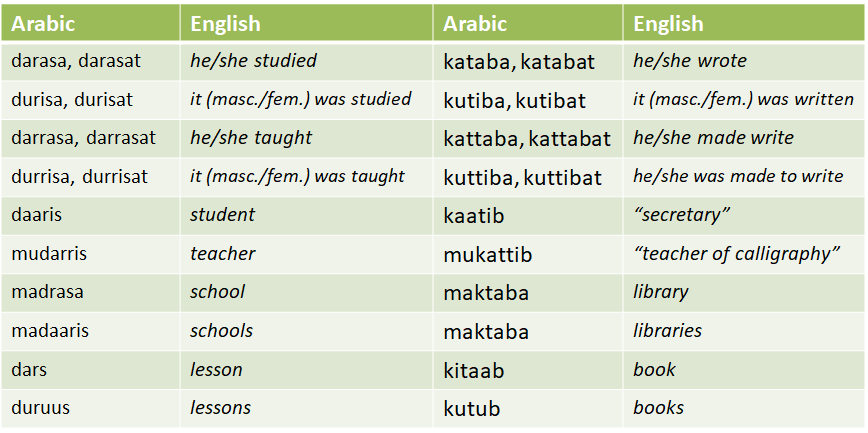 Arabic English Arabic English
darasa, darasat he/she studied kataba, katabat he/she wrote
durisa, durisat it (masc./fem.) was studied kutiba, kutibat it (masc./fem.) was written
darrasa, darrasat he/she taught kattaba, kattabat he/she made write
durrisa, durrisat it (masc./fem.) was taught kuttiba, kuttibat he/she was made to write
daaris student kaatib “secretary”
mudarris teacher mukattib “teacher of calligraphy”
madrasa school maktaba library
madaaris schools maktaba libraries
dars lesson kitaab book
duruus lessons kutub books